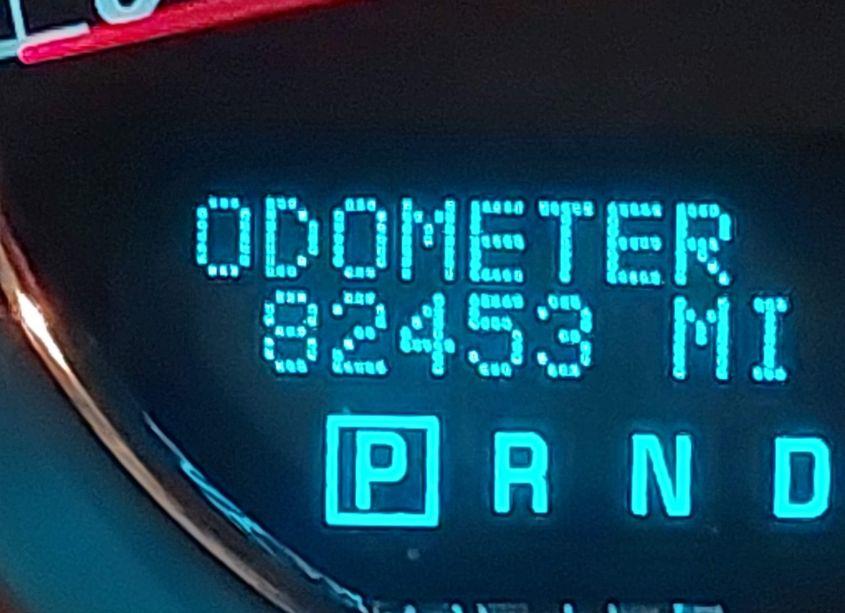 ODOMETER
82453 MI
P R N D